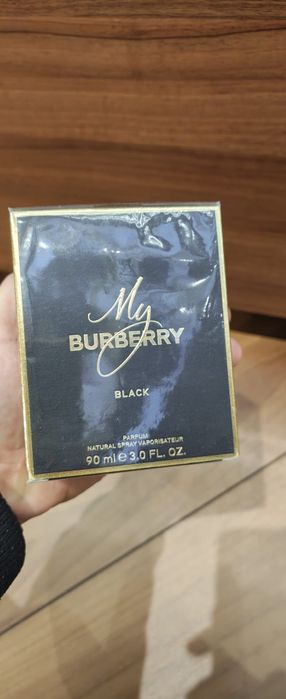 My
BURBERRY
BLACK
PARFUM
NATURAL SPRAY VAPORISATEUR
90 ml e 3.0 FL. OZ.